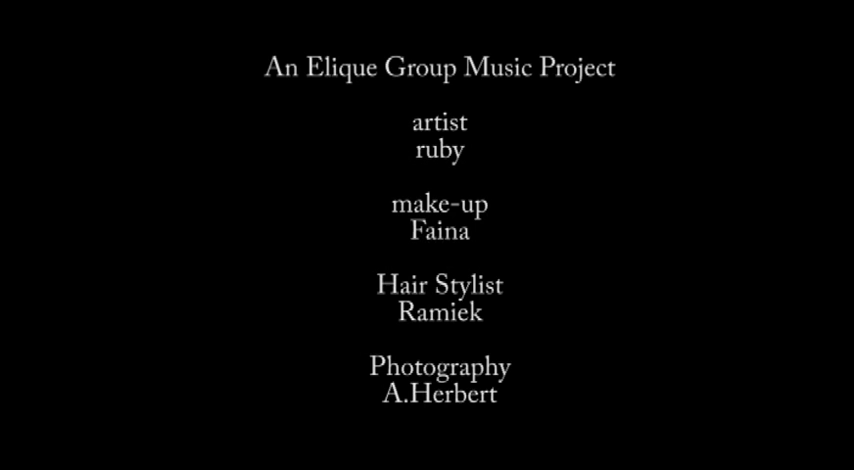 An Elique Group Music Project
artist
ruby
make-up
Faina
Hair Stylist
Ramiek
Photography
A.Herbert